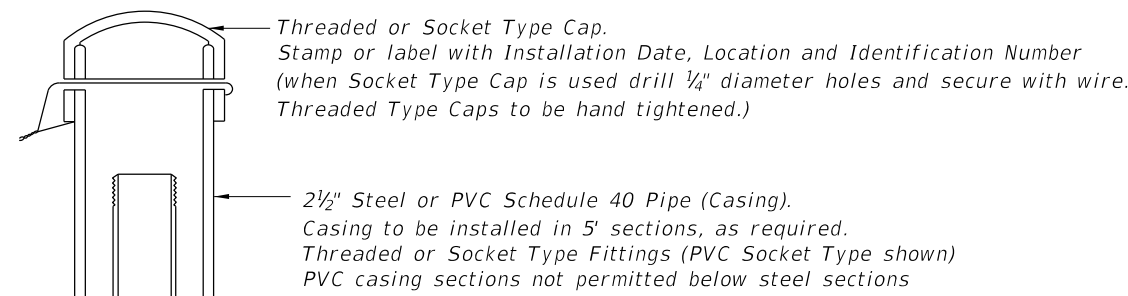 Threaded or Socket Type Cap.
Stamp or label with Installation Date, Location and Identification Number
(when Socket Type Cap is used drill ¼" diameter holes and secure with wire.
Threaded Type Caps to be hand tightened.)
2½" Steel or PVC Schedule 40 Pipe (Casing).
Casing to be installed in 5' sections, as required.
Threaded or Socket Type Fittings (PVC Socket Type shown)
PVC casing sections not permitted below steel sections